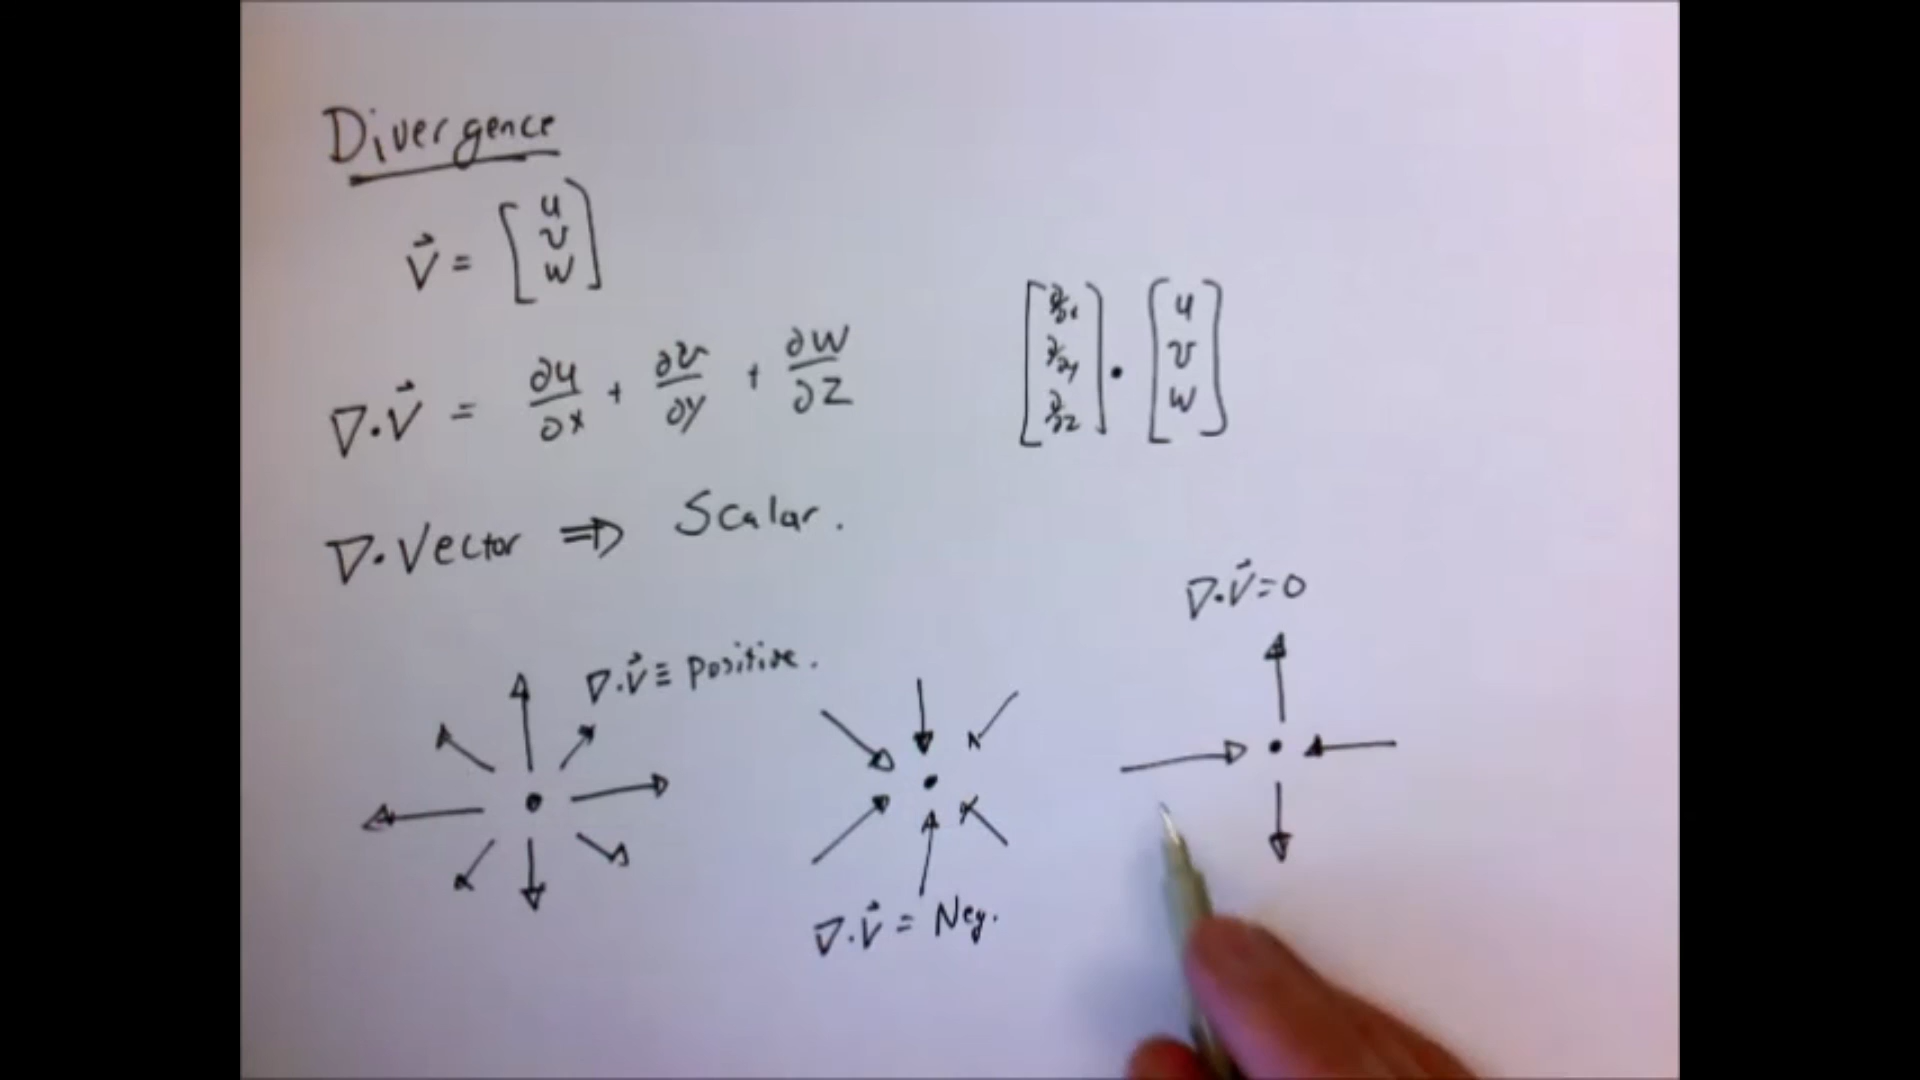 Divergence
V⃗ = [u v w]
∇·V⃗ = ∂u/∂x + ∂v/∂y + ∂w/∂z
[∂/∂x ∂/∂y ∂/∂z] · [u v w]
∇·Vector ⇒ Scalar.
∇·V⃗ = 0
∇·V⃗ ≡ positive.
∇·V⃗ = Neg.